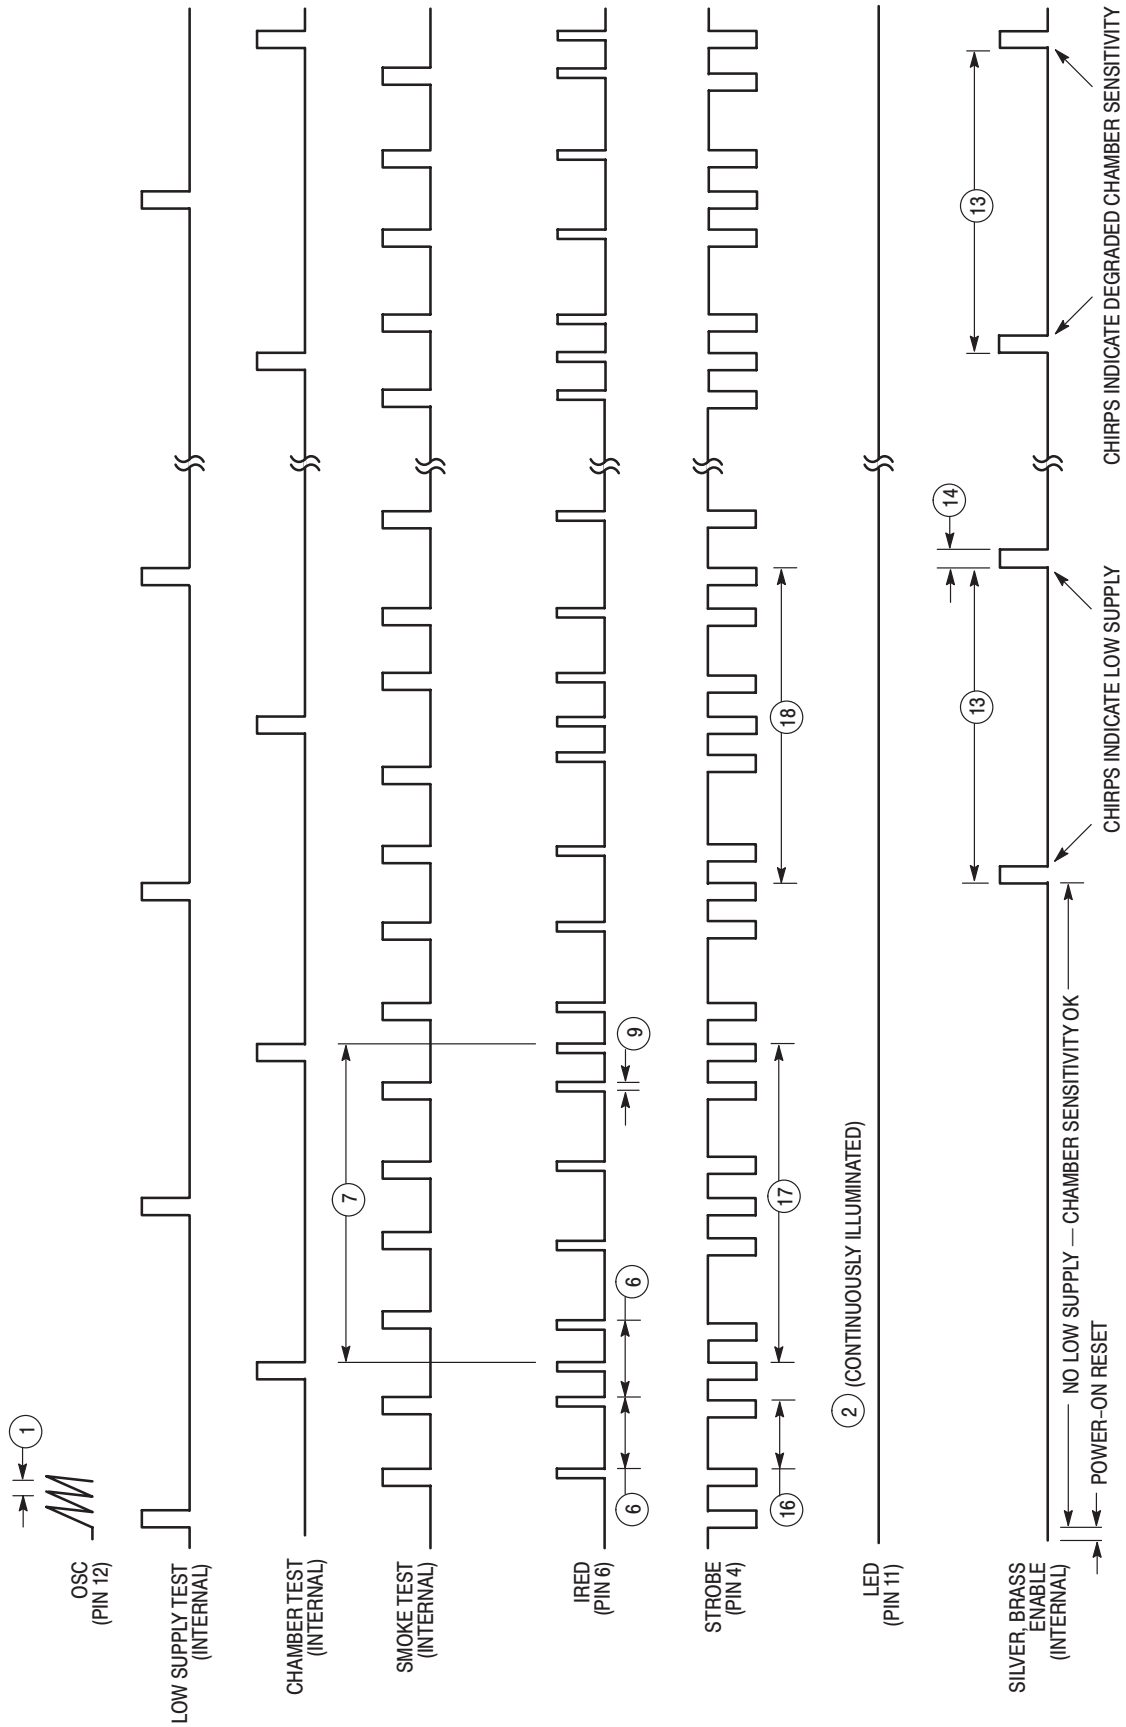 OSC
(PIN 12)
1
LOW SUPPLY TEST
(INTERNAL)
CHAMBER TEST
(INTERNAL)
7
SMOKE TEST
(INTERNAL)
IRED
(PIN 6)
6
6
9
STROBE
(PIN 4)
16
17
18
LED
(PIN 11)
2 (CONTINUOUSLY ILLUMINATED)
SILVER, BRASS
ENABLE
(INTERNAL)
13
14
13
NO LOW SUPPLY — CHAMBER SENSITIVITY OK
POWER–ON RESET
CHIRPS INDICATE LOW SUPPLY
CHIRPS INDICATE DEGRADED CHAMBER SENSITIVITY